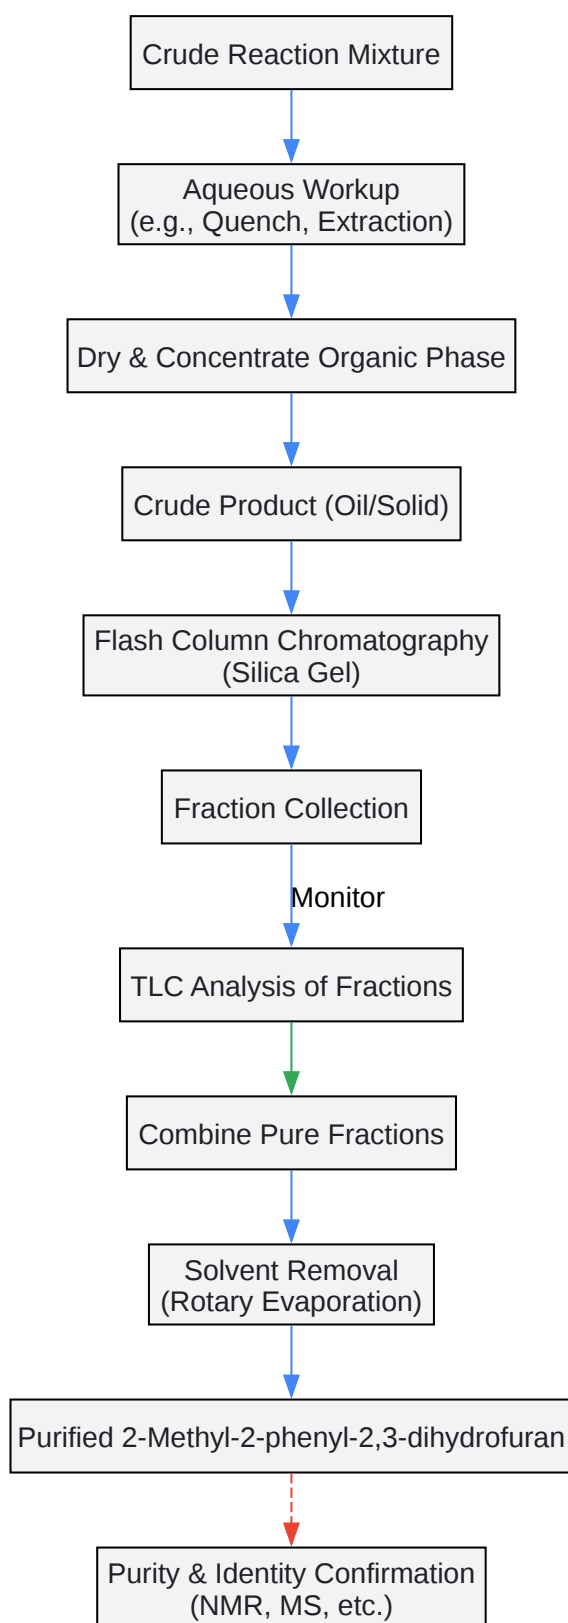 Crude Reaction Mixture
Aqueous Workup
(e.g., Quench, Extraction)
Dry & Concentrate Organic Phase
Crude Product (Oil/Solid)
Flash Column Chromatography
(Silica Gel)
Fraction Collection
Monitor
TLC Analysis of Fractions
Combine Pure Fractions
Solvent Removal
(Rotary Evaporation)
Purified 2-Methyl-2-phenyl-2,3-dihydrofuran
Purity & Identity Confirmation
(NMR, MS, etc.)